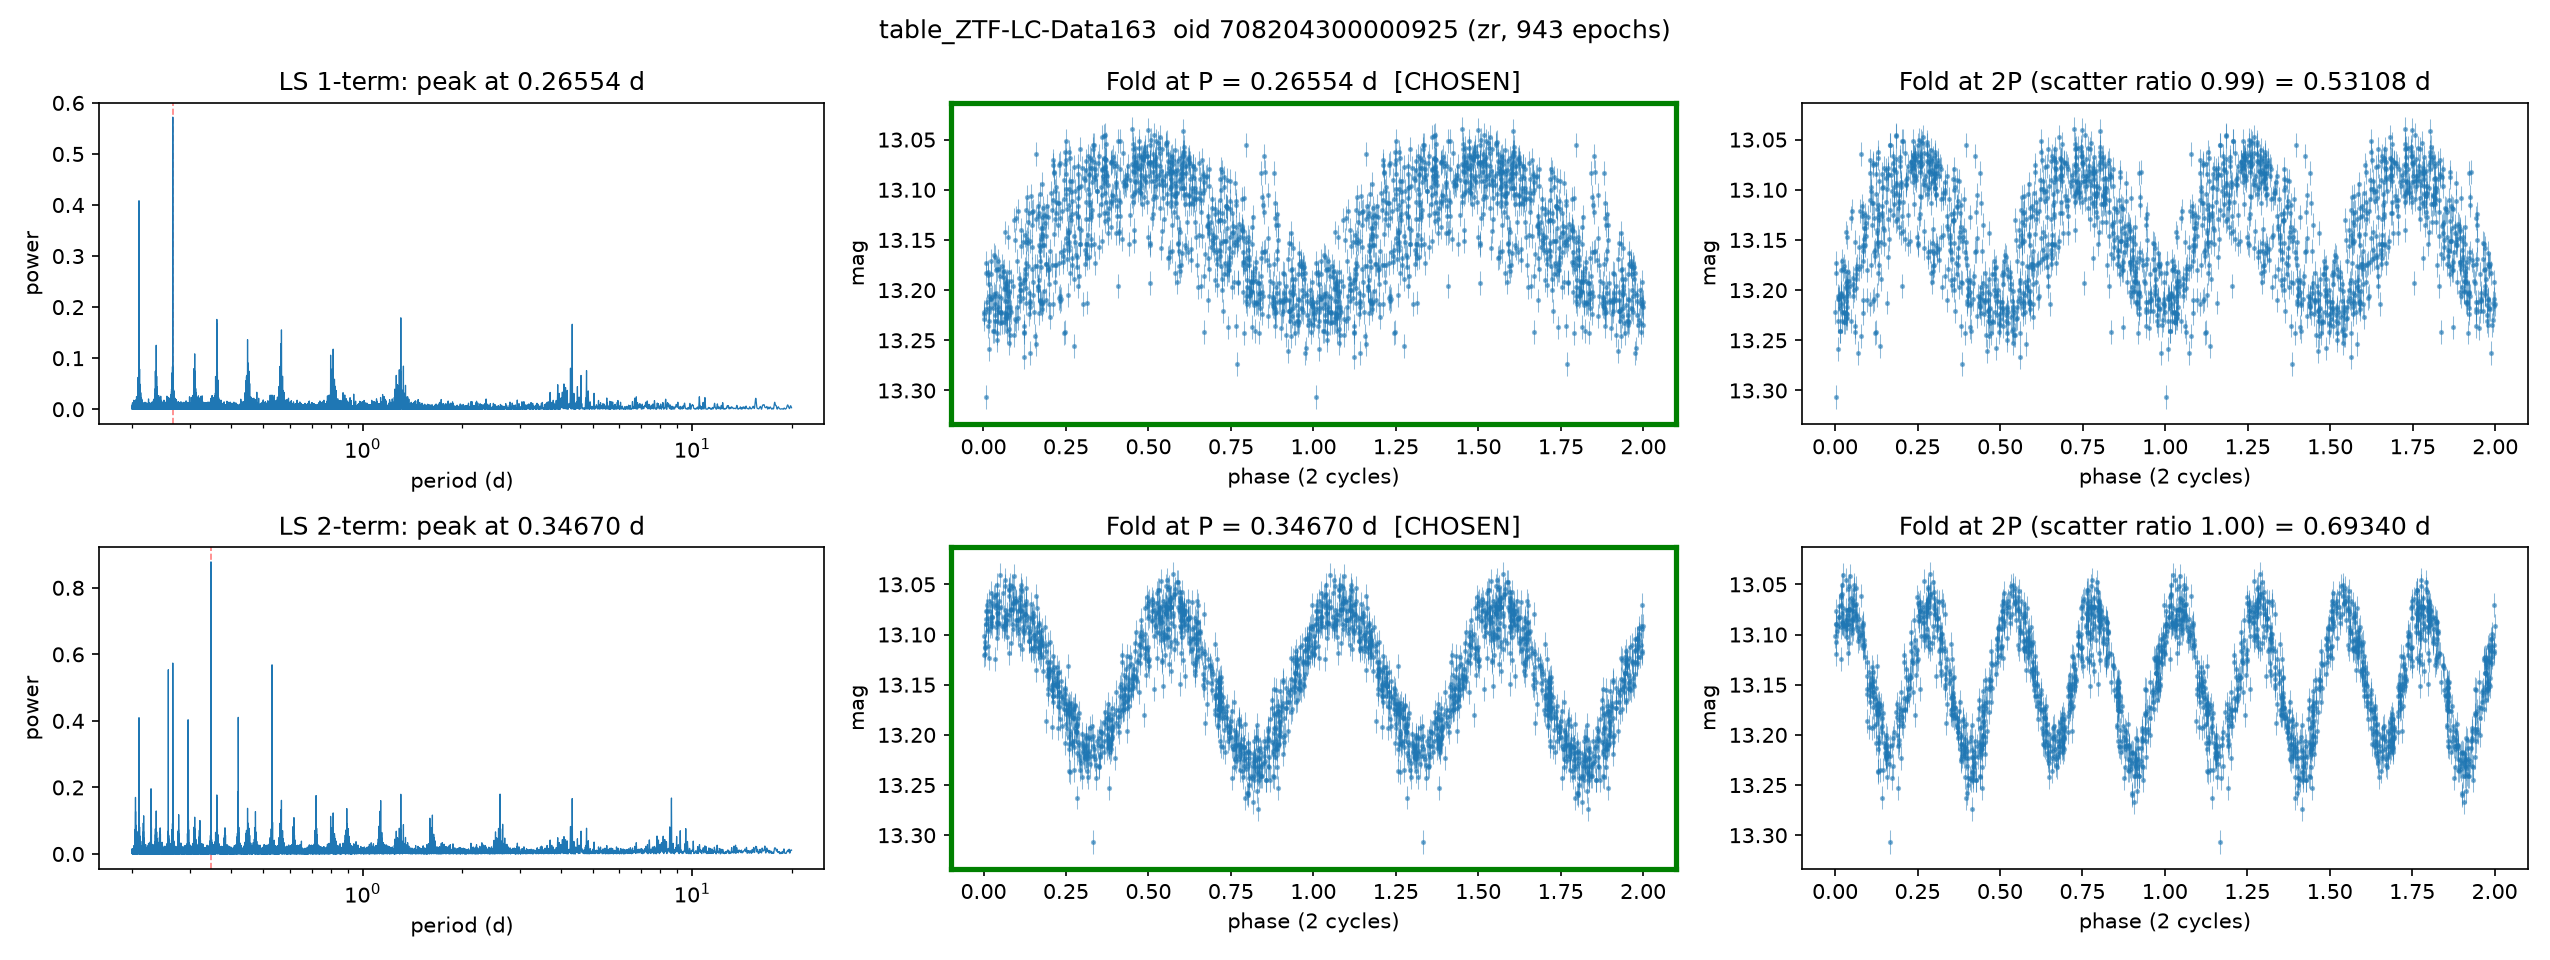 table_ZTF-LC-Data163  oid 708204300000925 (zr, 943 epochs)
LS 1-term: peak at 0.26554 d
power
0.6
0.5
0.4
0.3
0.2
0.1
0.0
10⁰
10¹
period (d)
Fold at P = 0.26554 d  [CHOSEN]
mag
13.05
13.10
13.15
13.20
13.25
13.30
0.00 0.25 0.50 0.75 1.00 1.25 1.50 1.75 2.00
phase (2 cycles)
Fold at 2P (scatter ratio 0.99) = 0.53108 d
mag
13.05
13.10
13.15
13.20
13.25
13.30
0.00 0.25 0.50 0.75 1.00 1.25 1.50 1.75 2.00
phase (2 cycles)
LS 2-term: peak at 0.34670 d
power
0.8
0.6
0.4
0.2
0.0
10⁰
10¹
period (d)
Fold at P = 0.34670 d  [CHOSEN]
mag
13.05
13.10
13.15
13.20
13.25
13.30
0.00 0.25 0.50 0.75 1.00 1.25 1.50 1.75 2.00
phase (2 cycles)
Fold at 2P (scatter ratio 1.00) = 0.69340 d
mag
13.05
13.10
13.15
13.20
13.25
13.30
0.00 0.25 0.50 0.75 1.00 1.25 1.50 1.75 2.00
phase (2 cycles)